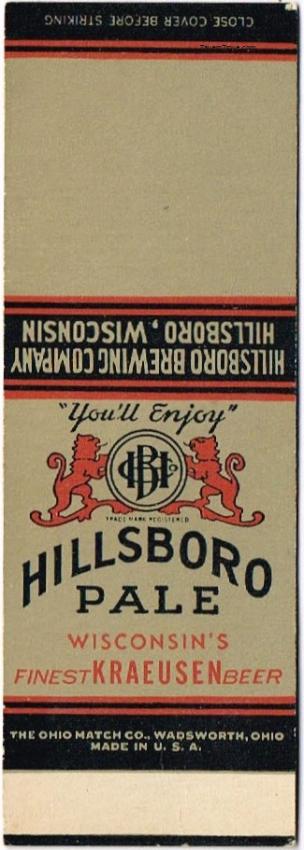 CLOSE COVER BEFORE STRIKING
HILLSBORO BREWING COMPANY
HILLSBORO, WISCONSIN
"You'll Enjoy"
HBCo
TRADE MARK REGISTERED
HILLSBORO
PALE
WISCONSIN'S
FINEST KRAEUSEN BEER
THE OHIO MATCH CO., WADSWORTH, OHIO
MADE IN U. S. A.